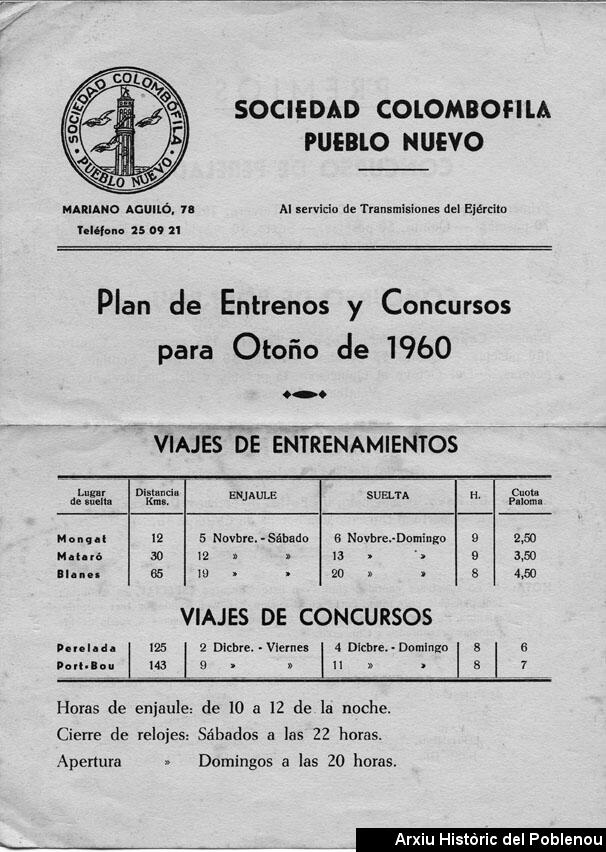 SOCIEDAD COLOMBÓFILA
PUEBLO NUEVO
SOCIEDAD COLOMBOFILA
PUEBLO NUEVO
MARIANO AGUILÓ, 78
Teléfono 25 09 21
Al servicio de Transmisiones del Ejército
Plan de Entrenos y Concursos
para Otoño de 1960
VIAJES DE ENTRENAMIENTOS
Lugar de suelta Distancia Kms. ENJAULE SUELTA H. Cuota Paloma
Mongat 12 5 Novbre. - Sábado 6 Novbre.-Domingo 9 2,50
Mataró 30 12 » » 13 » » 9 3,50
Blanes 65 19 » » 20 » » 8 4,50
VIAJES DE CONCURSOS
Perelada 125 2 Dicbre. - Viernes 4 Dicbre. - Domingo 8 6
Port-Bou 143 9 » » 11 » » 8 7
Horas de enjaule: de 10 a 12 de la noche.
Cierre de relojes: Sábados a las 22 horas.
Apertura » Domingos a las 20 horas.
Arxiu Històric del Poblenou